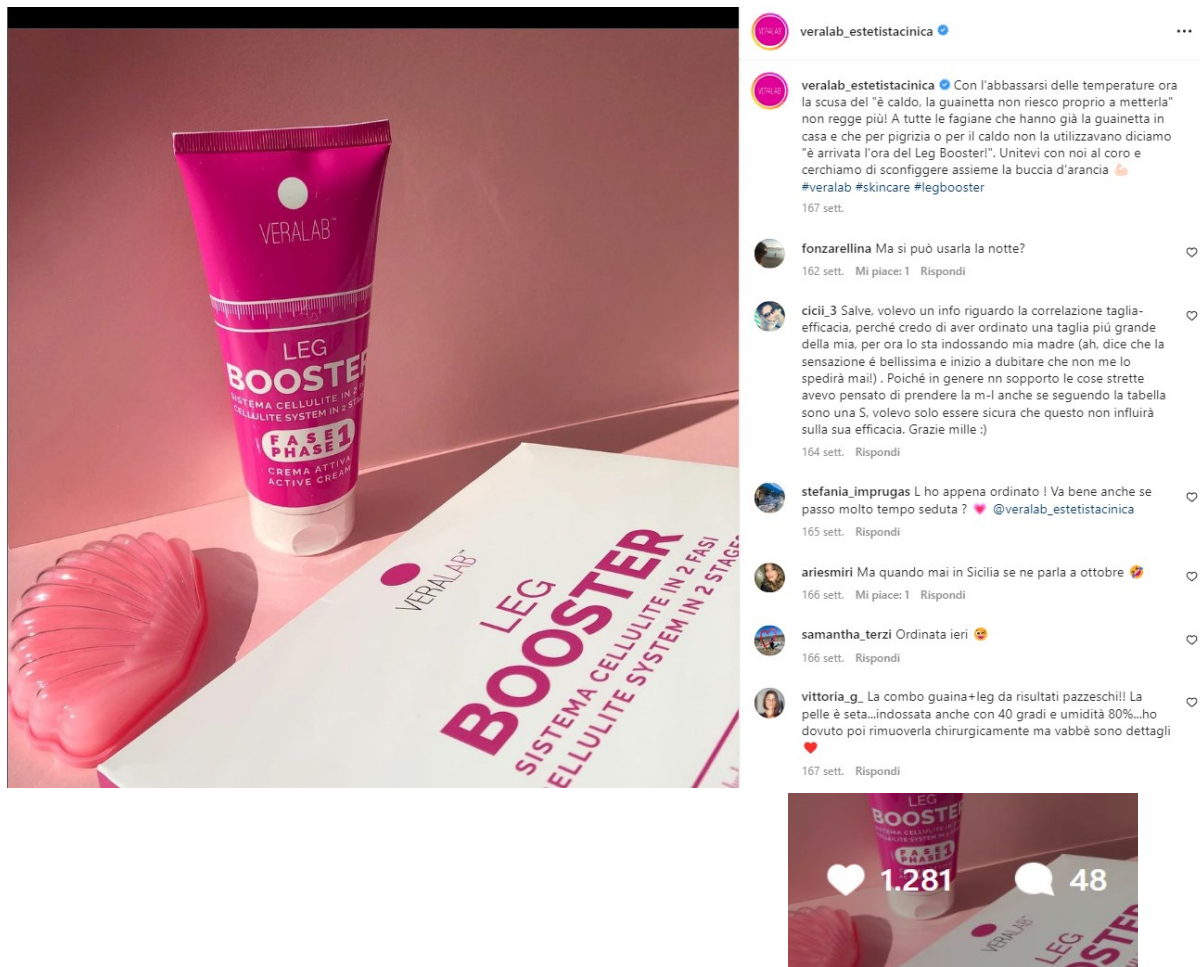 VERALAB™
LEG
BOOSTER
SISTEMA CELLULITE IN 2 FA
CELLULITE SYSTEM IN 2 STAG
FASE 1
PHASE
CREMA ATTIVA
ACTIVE CREAM
VERALAB™
LEG
BOOSTER
SISTEMA CELLULITE IN 2 FASI
CELLULITE SYSTEM IN 2 STAGES
VERALAB
veralab_estetistacinica
•••
VERALAB
veralab_estetistacinica Con l'abbassarsi delle temperature ora
la scusa del "è caldo, la guainetta non riesco proprio a metterla"
non regge più! A tutte le fagiane che hanno già la guainetta in
casa e che per pigrizia o per il caldo non la utilizzavano diciamo
"è arrivata l'ora del Leg Booster!". Unitevi con noi al coro e
cerchiamo di sconfiggere assieme la buccia d'arancia 💪🏻
#veralab #skincare #legbooster
167 sett.
fonzarellina Ma si può usarla la notte?
162 sett. Mi piace: 1 Rispondi
cicii_3 Salve, volevo un info riguardo la correlazione taglia-
efficacia, perché credo di aver ordinato una taglia piú grande
della mia, per ora lo sta indossando mia madre (ah, dice che la
sensazione é bellissima e inizio a dubitare che non me lo
spedirà mai!) . Poiché in genere nn sopporto le cose strette
avevo pensato di prendere la m-l anche se seguendo la tabella
sono una S, volevo solo essere sicura che questo non influirà
sulla sua efficacia. Grazie mille :)
164 sett. Rispondi
stefania_imprugas L ho appena ordinato ! Va bene anche se
passo molto tempo seduta ? 💗 @veralab_estetistacinica
165 sett. Rispondi
ariesmiri Ma quando mai in Sicilia se ne parla a ottobre 🤣
166 sett. Mi piace: 1 Rispondi
samantha_terzi Ordinata ieri 🥰
166 sett. Rispondi
vittoria_g_ La combo guaina+leg da risultati pazzeschi!! La
pelle è seta...indossata anche con 40 gradi e umidità 80%...ho
dovuto poi rimuoverla chirurgicamente ma vabbè sono dettagli
❤️
167 sett. Rispondi
LEG
BOOSTE
FASE 1
PHASE
1.281 48
VERALAB
LEG